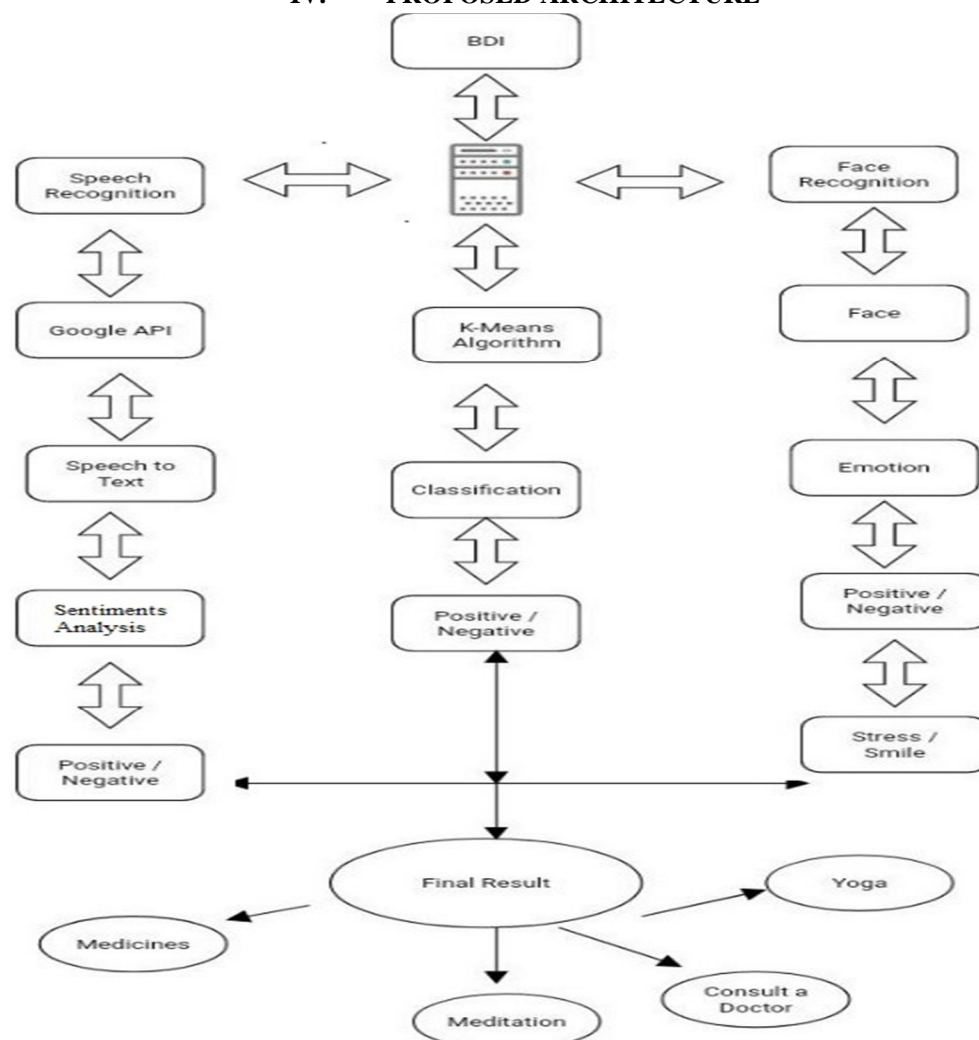 IV. PROPOSED ARCHITECTURE
BDI
Speech
Recognition
Face
Recognition
Google API
K-Means
Algorithm
Face
Speech to
Text
Classification
Emotion
Sentiments
Analysis
Positive /
Negative
Positive /
Negative
Positive /
Negative
Stress /
Smile
Final Result
Yoga
Medicines
Consult a
Doctor
Meditation